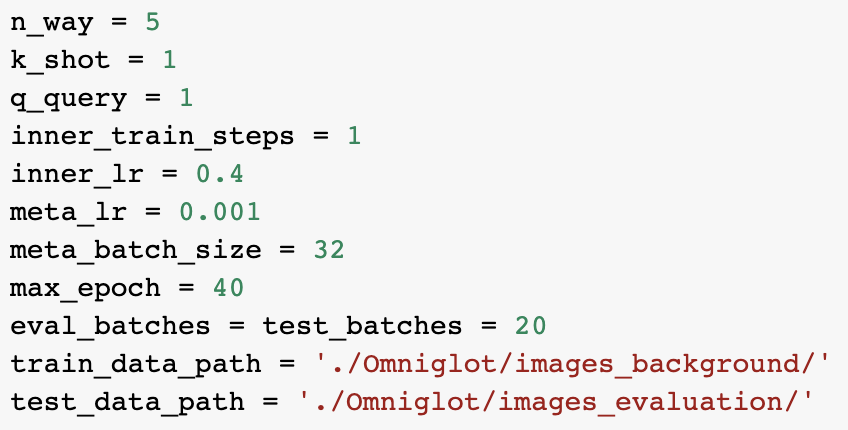 n_way = 5
k_shot = 1
q_query = 1
inner_train_steps = 1
inner_lr = 0.4
meta_lr = 0.001
meta_batch_size = 32
max_epoch = 40
eval_batches = test_batches = 20
train_data_path = './Omniglot/images_background/'
test_data_path = './Omniglot/images_evaluation/'